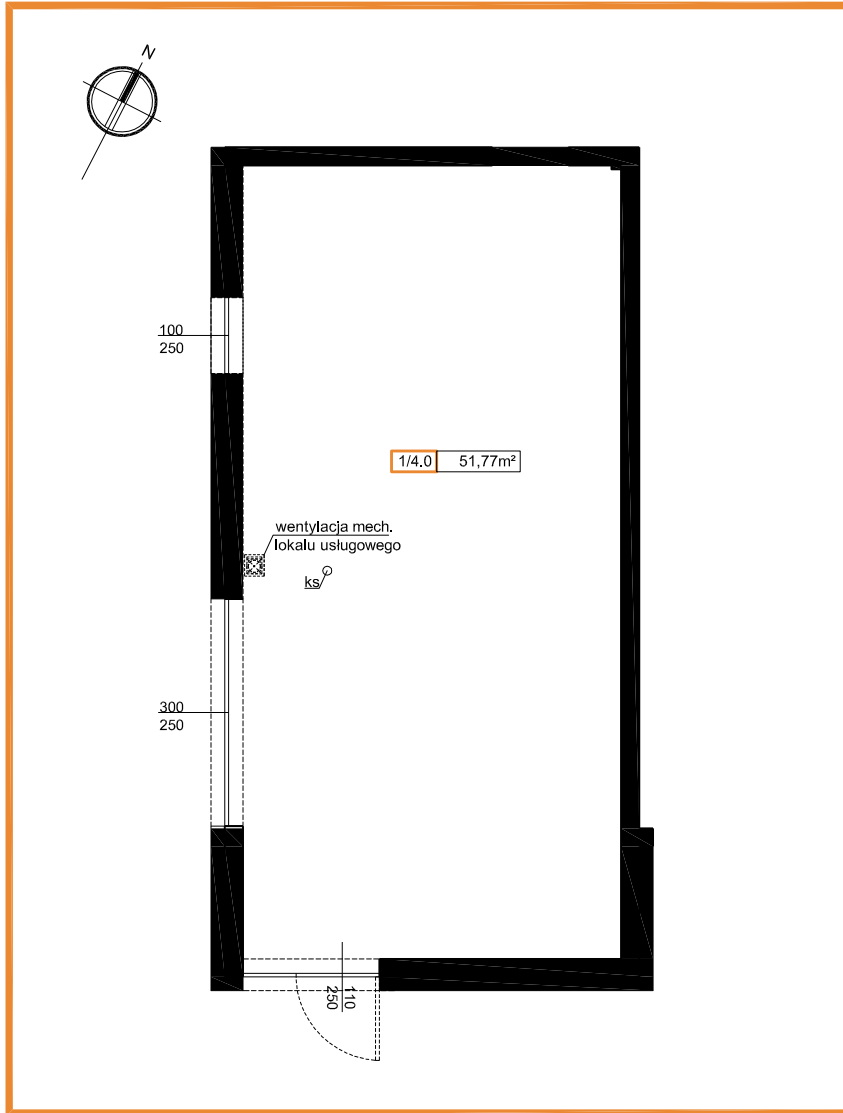 N
100
250
1/4.0 51,77m²
wentylacja mech.
lokalu usługowego
ks
300
250
110
250